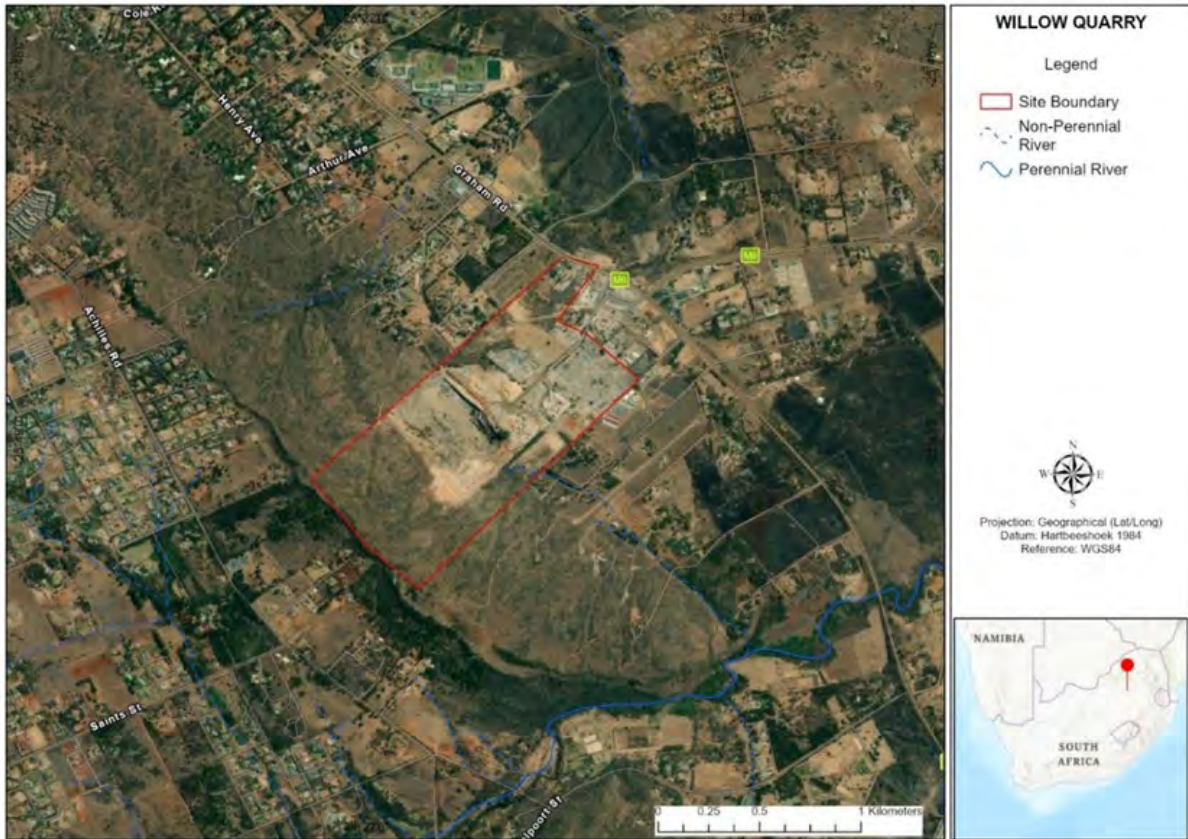 WILLOW QUARRY
Legend
Site Boundary
Non-Perennial
River
Perennial River
N
W
E
S
Projection: Geographical (Lat/Long)
Datum: Hartbeeshoek 1984
Reference: WGS84
NAMIBIA
SOUTH
AFRICA
Henry Ave
Arthur Ave
Graham Rd
Achilles Rd
Saints St
0 0.25 0.5 1 Kilometers